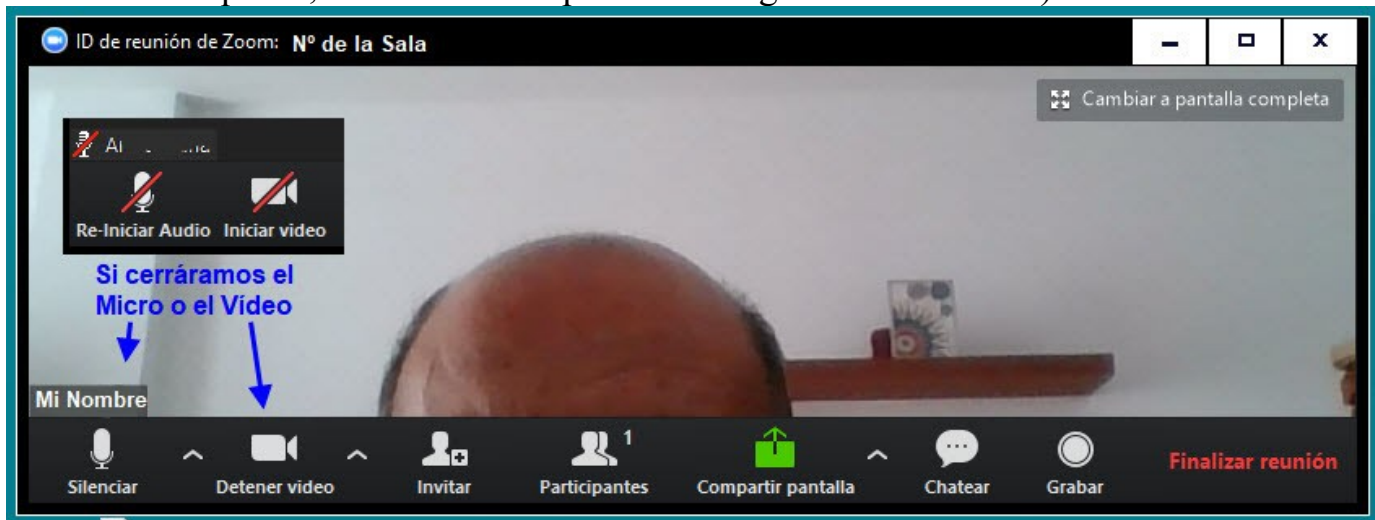 ID de reunión de Zoom: Nº de la Sala
Cambiar a pantalla completa
Re-Iniciar Audio Iniciar video
Si cerráramos el
Micro o el Vídeo
Mi Nombre
1
Silenciar Detener video Invitar Participantes Compartir pantalla Chatear Grabar Finalizar reunión